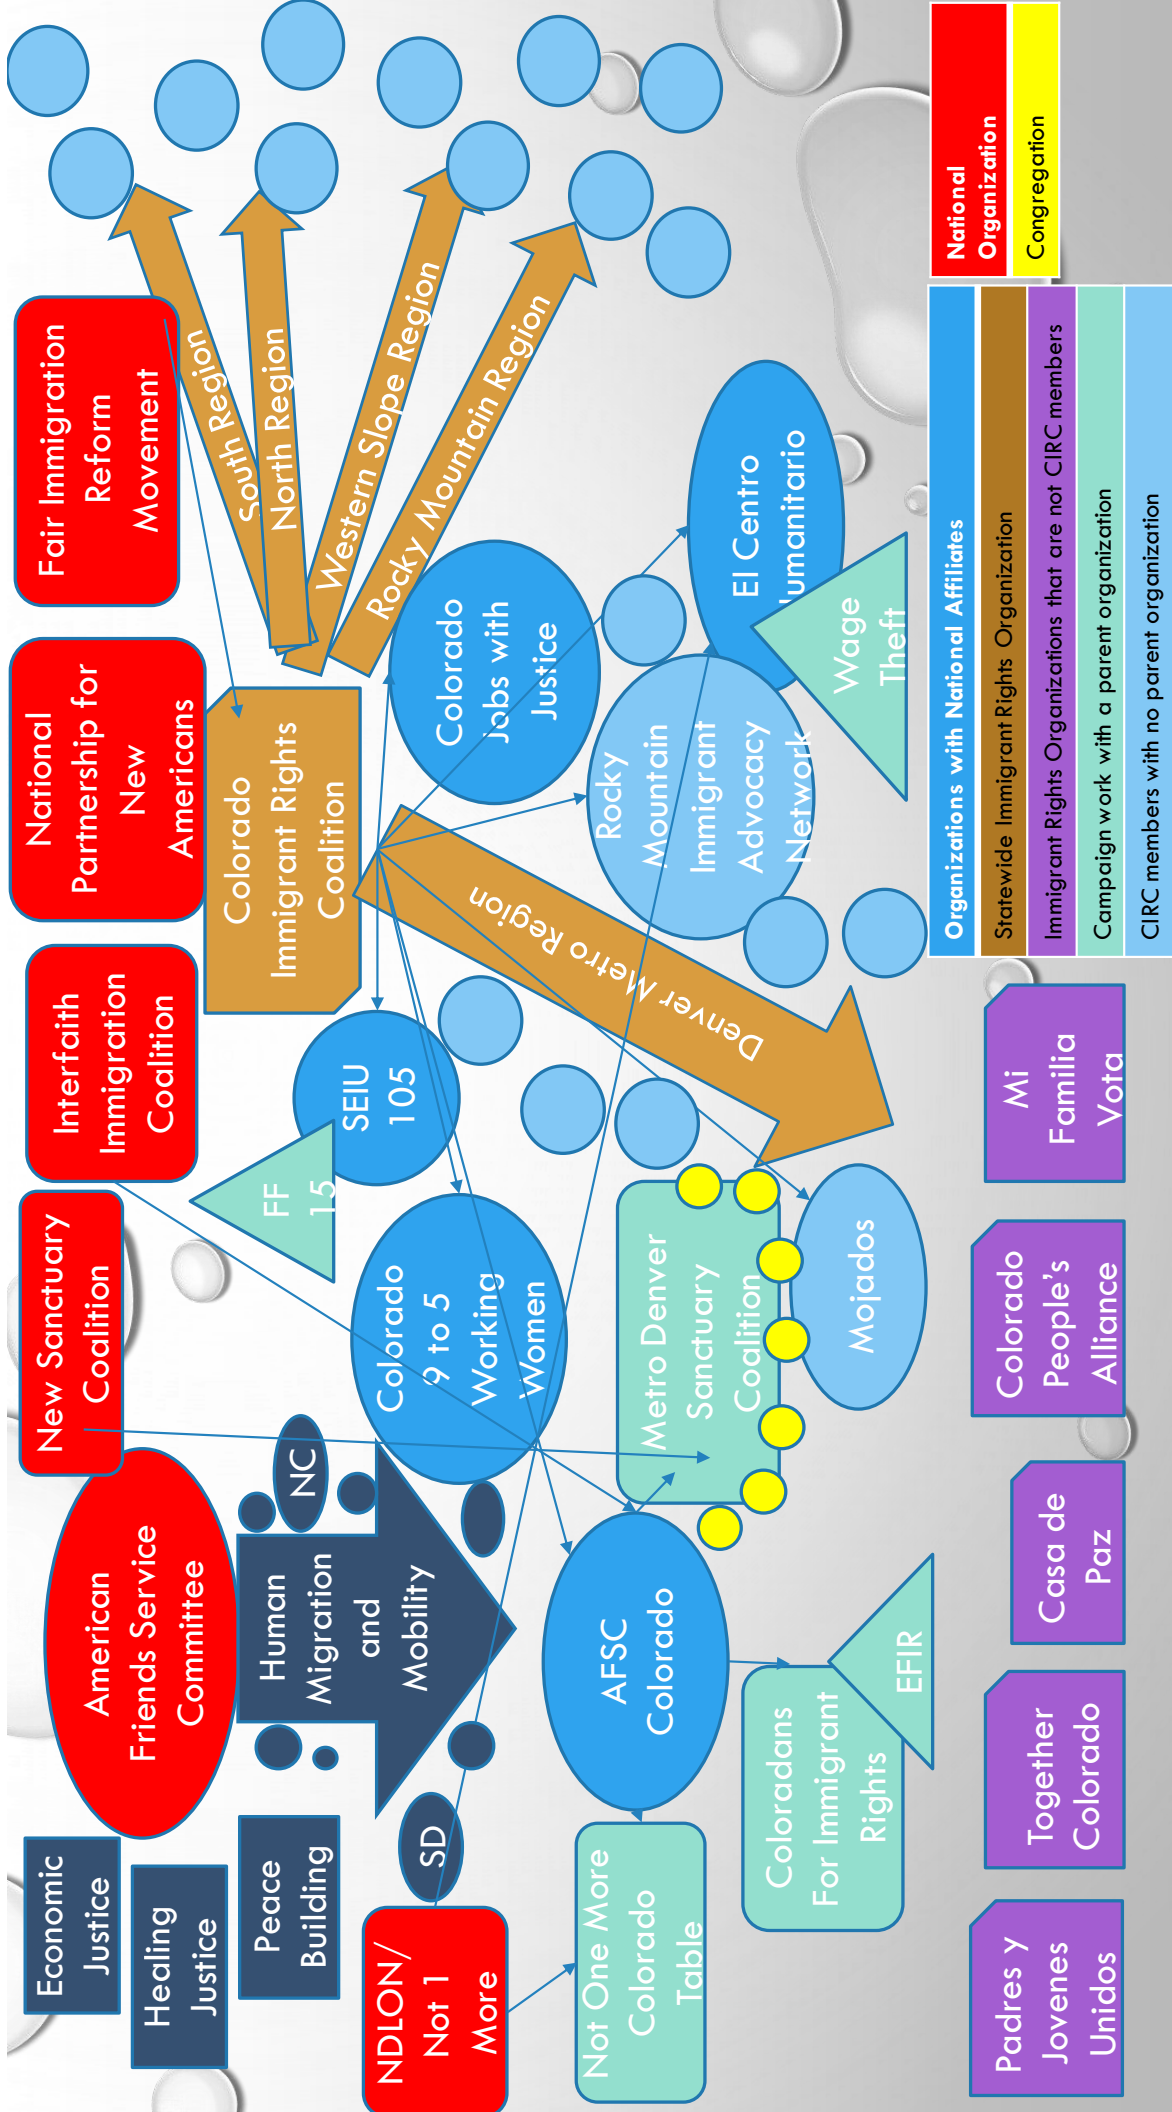 Economic
Justice
Healing
Justice
Peace
Building
American
Friends Service
Committee
New Sanctuary
Coalition
Interfaith
Immigration
Coalition
National
Partnership for
New
Americans
Fair Immigration
Reform
Movement
Human
Migration
and
Mobility
NC
SD
NDLON/
Not 1
More
FF
15
SEIU
105
Colorado
Immigrant Rights
Coalition
South Region
North Region
Western Slope Region
Rocky Mountain Region
Denver Metro Region
Colorado
9 to 5
Working
Women
Colorado
Jobs with
Justice
Rocky
Mountain
Immigrant
Advocacy
Network
El Centro
Humanitario
Wage
Theft
AFSC
Colorado
Metro Denver
Sanctuary
Coalition
Mojados
Not One More
Colorado
Table
Coloradans
For Immigrant
Rights
EFIR
Padres y
Jovenes
Unidos
Together
Colorado
Casa de
Paz
Colorado
People's
Alliance
Mi
Familia
Vota
Organizations with National Affiliates
Statewide Immigrant Rights Organization
Immigrant Rights Organizations that are not CIRC members
Campaign work with a parent organization
CIRC members with no parent organization
National
Organization
Congregation